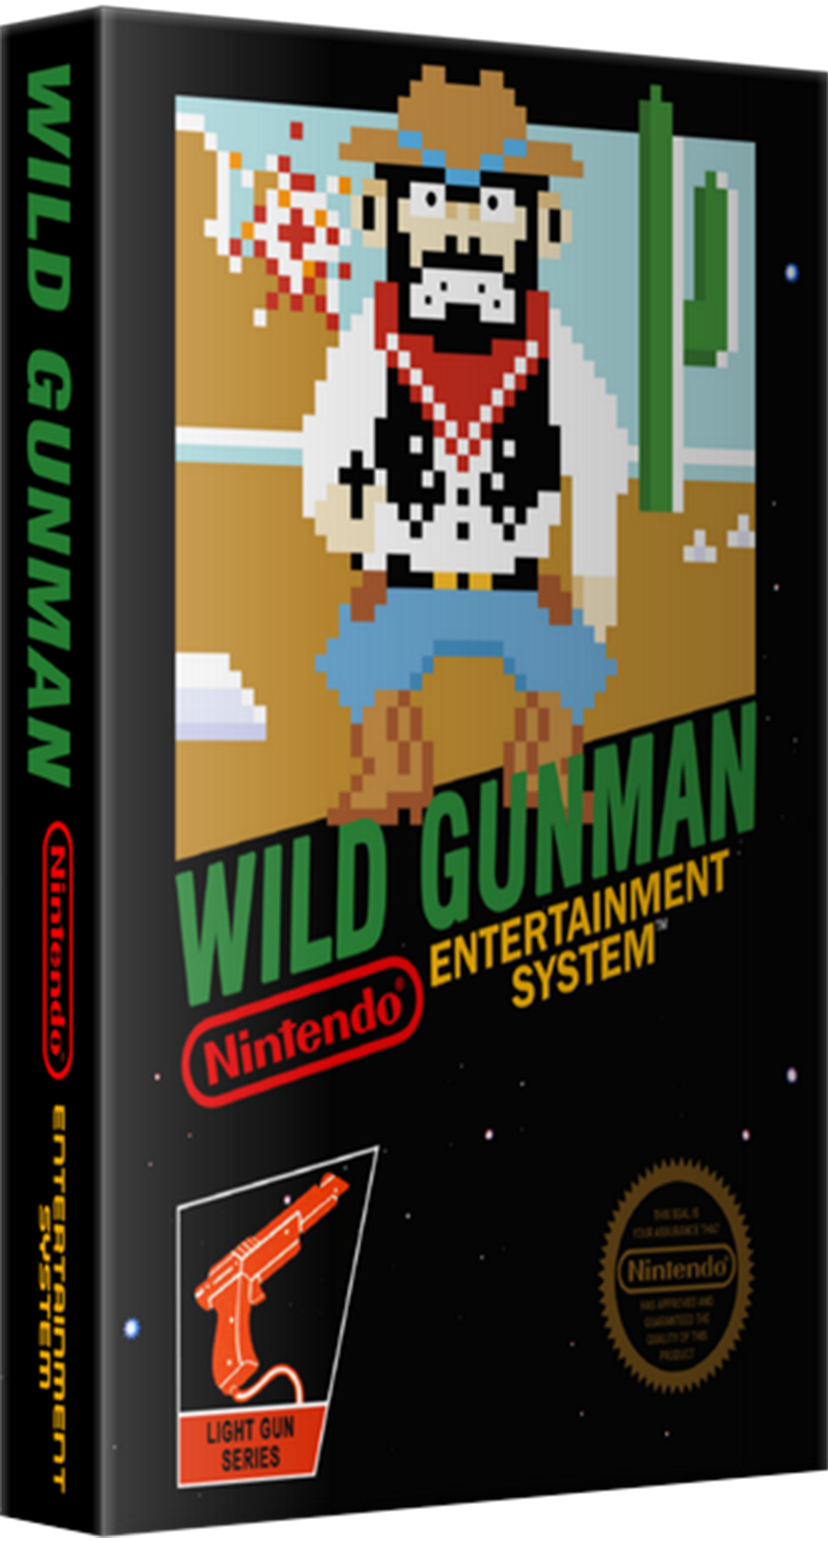 WILD GUNMAN
Nintendo®
ENTERTAINMENT
SYSTEM
WILD GUNMAN
ENTERTAINMENT
SYSTEM™
Nintendo®
LIGHT GUN
SERIES
THIS SEAL IS
YOUR ASSURANCE THAT
Nintendo®
HAS APPROVED AND
GUARANTEED THE
QUALITY OF THIS
PRODUCT